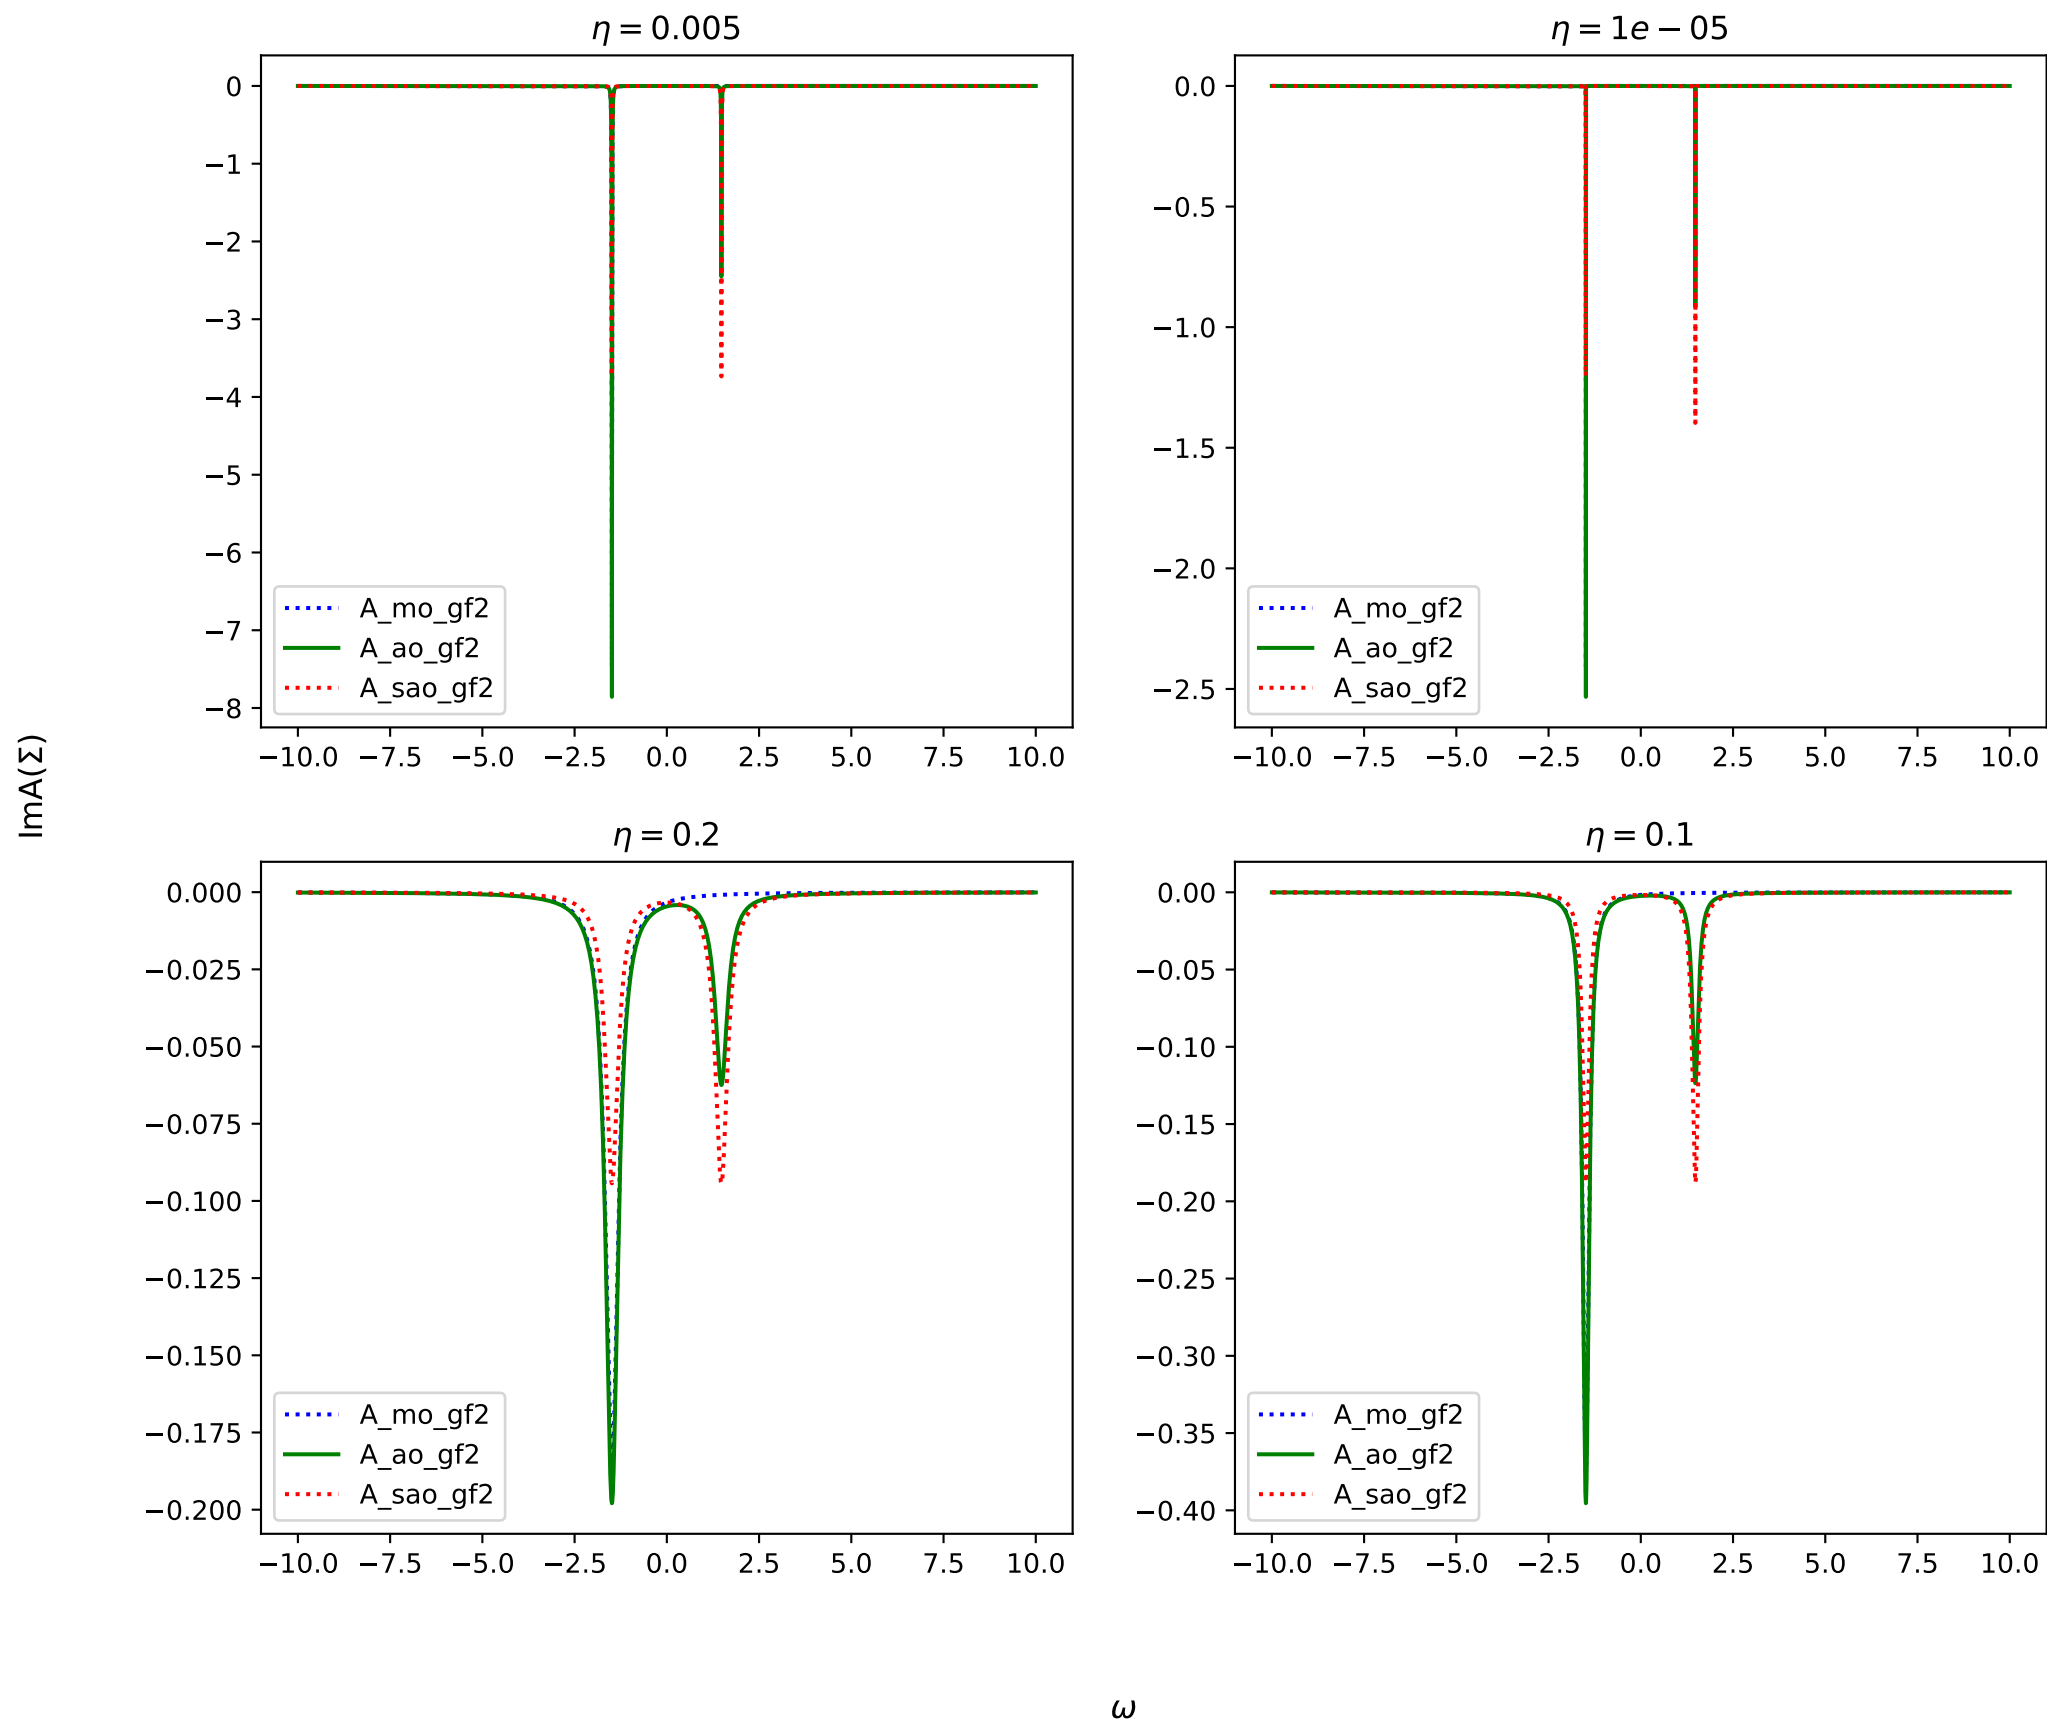 η = 0.005
0
−1
−2
−3
−4
−5
−6
−7
−8
A_mo_gf2
A_ao_gf2
A_sao_gf2
−10.0 −7.5 −5.0 −2.5 0.0 2.5 5.0 7.5 10.0
η = 1e − 05
0.0
−0.5
−1.0
−1.5
−2.0
−2.5
A_mo_gf2
A_ao_gf2
A_sao_gf2
−10.0 −7.5 −5.0 −2.5 0.0 2.5 5.0 7.5 10.0
ImA(Σ)
η = 0.2
0.000
−0.025
−0.050
−0.075
−0.100
−0.125
−0.150
−0.175
−0.200
A_mo_gf2
A_ao_gf2
A_sao_gf2
−10.0 −7.5 −5.0 −2.5 0.0 2.5 5.0 7.5 10.0
η = 0.1
0.00
−0.05
−0.10
−0.15
−0.20
−0.25
−0.30
−0.35
−0.40
A_mo_gf2
A_ao_gf2
A_sao_gf2
−10.0 −7.5 −5.0 −2.5 0.0 2.5 5.0 7.5 10.0
ω